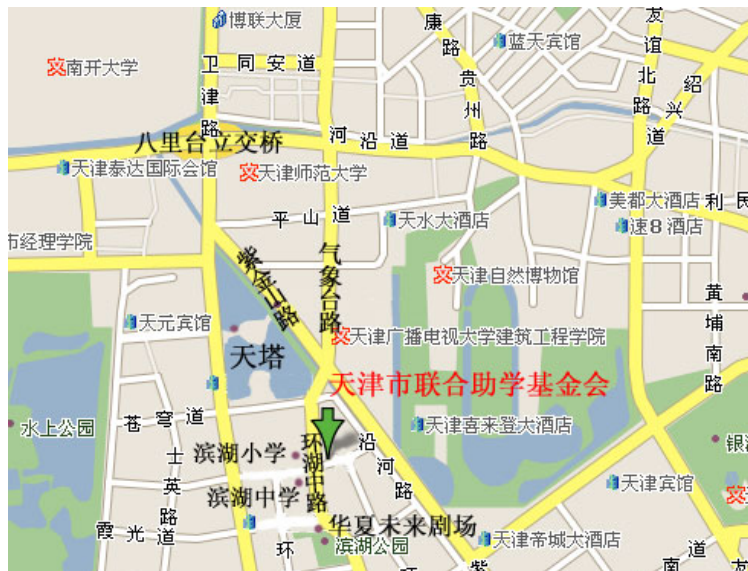 博联大厦
南开大学
同安道
卫津路
康
路
贵州路
蓝天宾馆
友谊北路
绍兴道
八里台立交桥
河沿道
天津泰达国际会馆
天津师范大学
平山道
天水大酒店
美都大酒店
利民
速8 酒店
市经理学院
气象台路
紫金山路
天津自然博物馆
黄埔南路
天元宾馆
天塔
天津广播电视大学建筑工程学院
天津市联合助学基金会
苍穹道
水上公园
天津喜来登大酒店
银
士英路
滨湖小学
环湖中路
沿河路
滨湖中学
天津宾馆
霞光道
华夏未来剧场
环
滨湖公园
环
紫
天津帝城大酒店
南
道
友